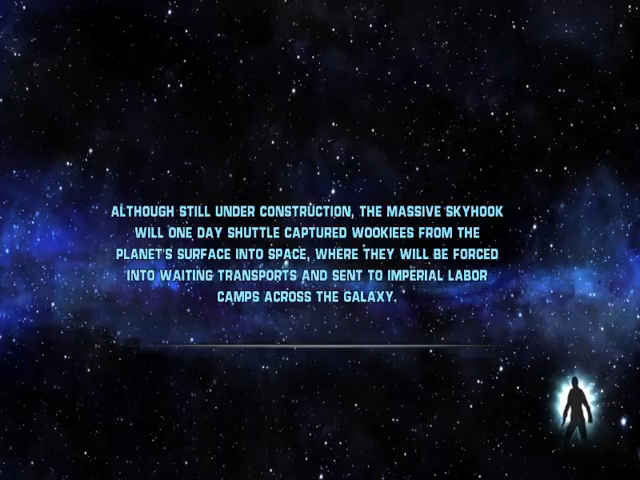 ALTHOUGH STILL UNDER CONSTRUCTION, THE MASSIVE SKYHOOK
WILL ONE DAY SHUTTLE CAPTURED WOOKIEES FROM THE
PLANET'S SURFACE INTO SPACE, WHERE THEY WILL BE FORCED
INTO WAITING TRANSPORTS AND SENT TO IMPERIAL LABOR
CAMPS ACROSS THE GALAXY.